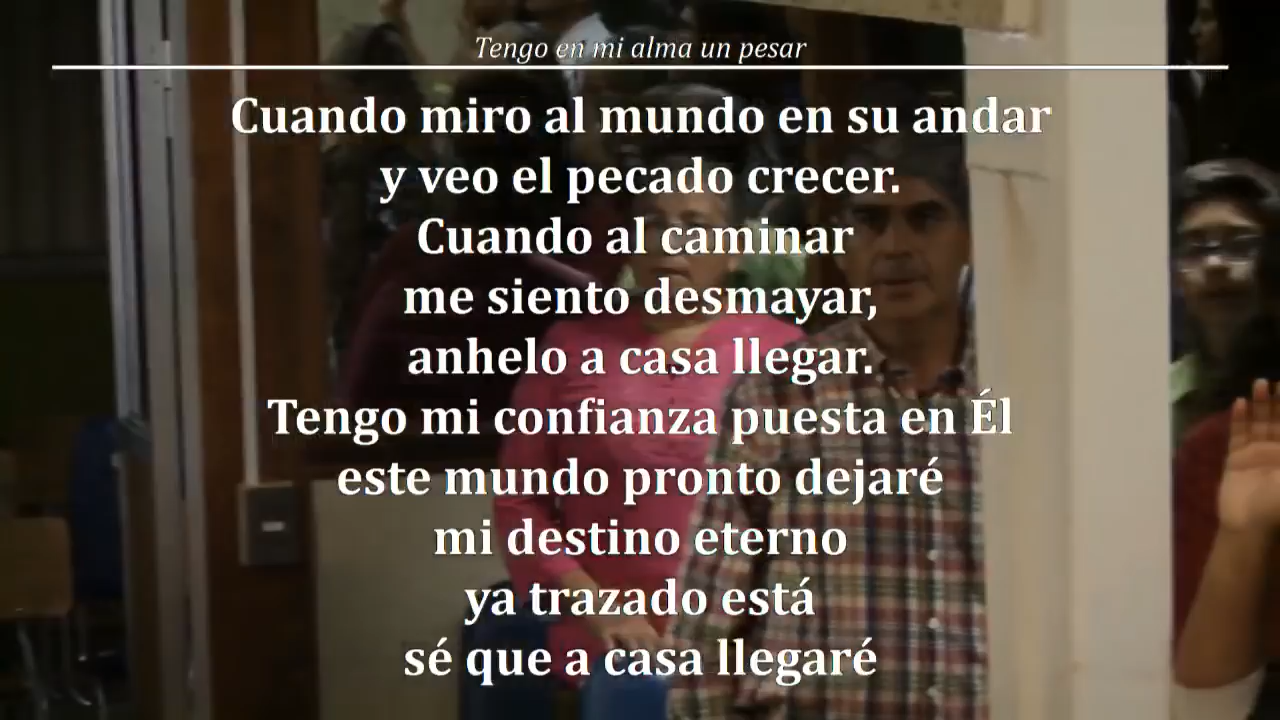 Tengo en mi alma un pesar
Cuando miro al mundo en su andar
y veo el pecado crecer.
Cuando al caminar
me siento desmayar,
anhelo a casa llegar.
Tengo mi confianza puesta en Él
este mundo pronto dejaré
mi destino eterno
ya trazado está
sé que a casa llegaré